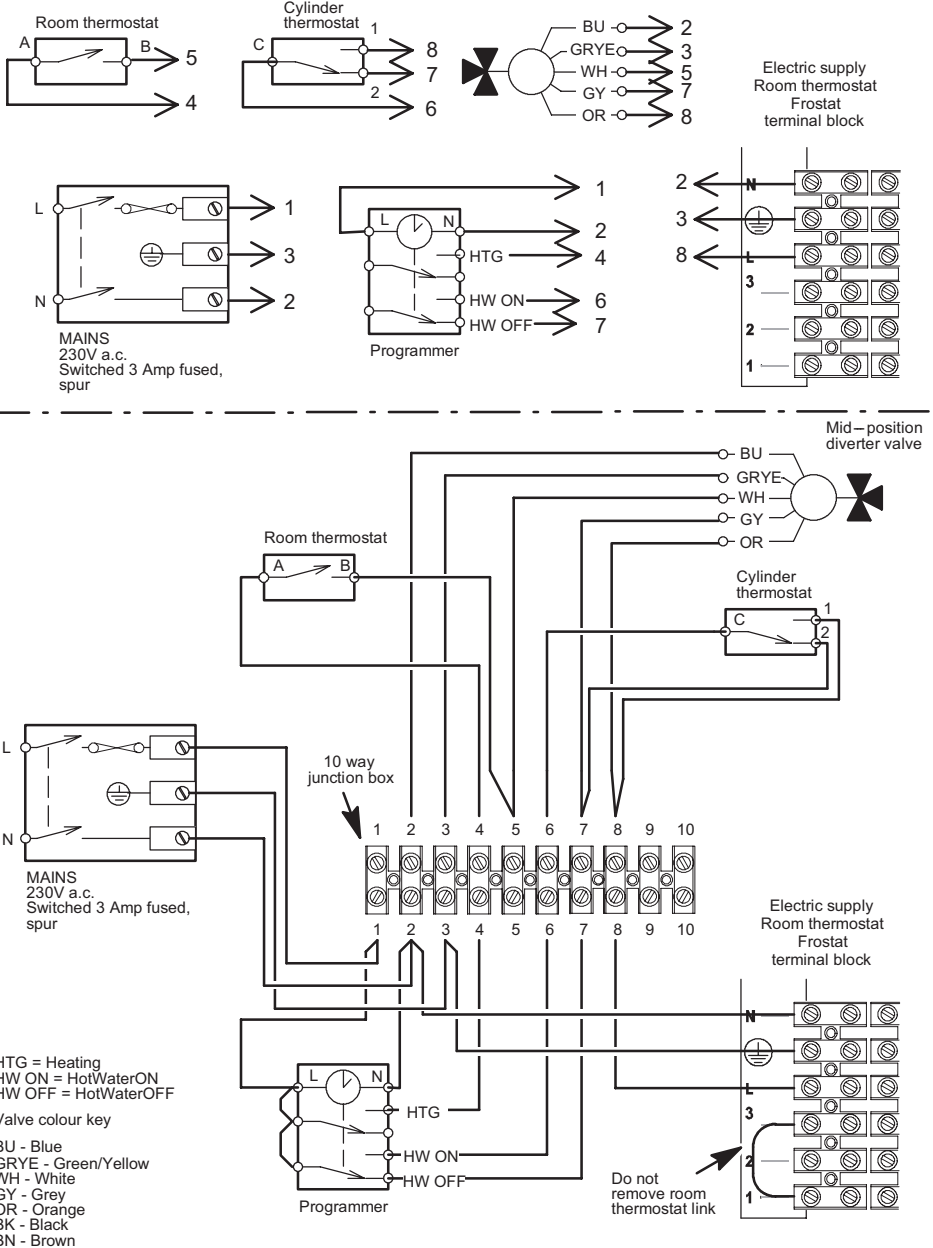 Room thermostat
A
B
5
4
Cylinder
thermostat
C
1
8
7
2
6
BU
2
GRYE
3
WH
5
GY
7
OR
8
Electric supply
Room thermostat
Frostat
terminal block
2
N
3
8
L
3
2
1
L
1
3
N
2
MAINS
230V a.c.
Switched 3 Amp fused,
spur
1
L
N
2
HTG
4
HW ON
6
HW OFF
7
Programmer
Mid–position
diverter valve
BU
GRYE
WH
GY
OR
Room thermostat
A
B
Cylinder
thermostat
C
1
2
L
N
MAINS
230V a.c.
Switched 3 Amp fused,
spur
10 way
junction box
1 2 3 4 5 6 7 8 9 10
1 2 3 4 5 6 7 8 9 10
Electric supply
Room thermostat
Frostat
terminal block
N
L
3
2
1
Do not
remove room
thermostat link
L
N
HTG
HW ON
HW OFF
Programmer
HTG = Heating
HW ON = HotWaterON
HW OFF = HotWaterOFF
Valve colour key
BU - Blue
GRYE - Green/Yellow
WH - White
GY - Grey
OR - Orange
BK - Black
BN - Brown